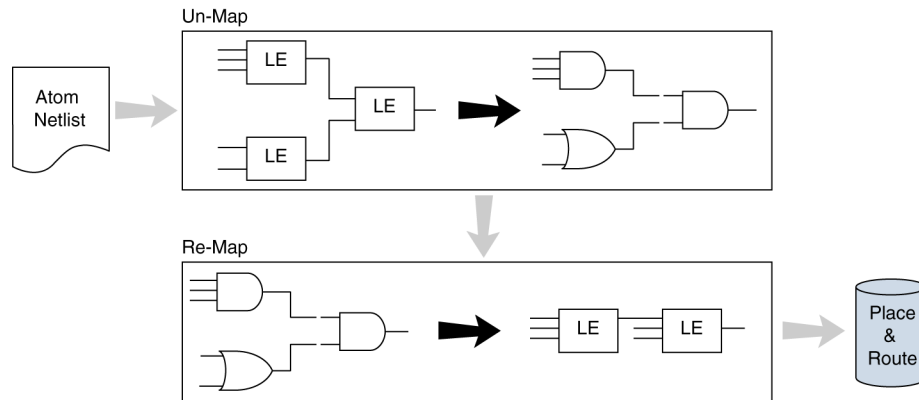 Un-Map
Atom
Netlist
LE
LE
LE
Re-Map
LE
LE
Place
&
Route